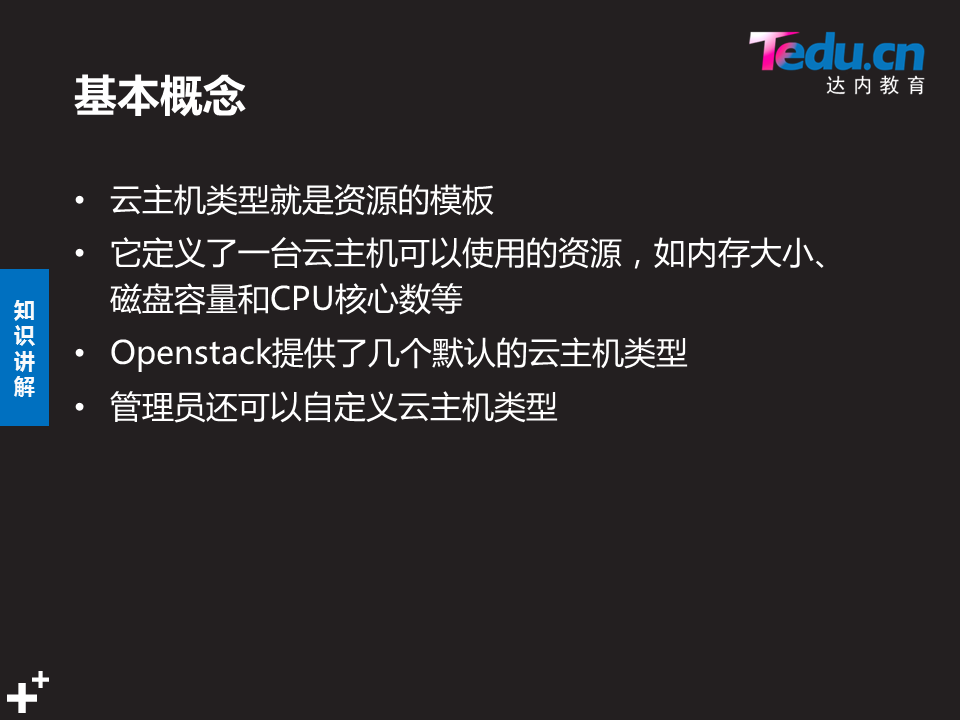 Tedu.cn
达内教育
基本概念
• 云主机类型就是资源的模板
• 它定义了一台云主机可以使用的资源，如内存大小、
磁盘容量和CPU核心数等
• Openstack提供了几个默认的云主机类型
• 管理员还可以自定义云主机类型
知
识
讲
解